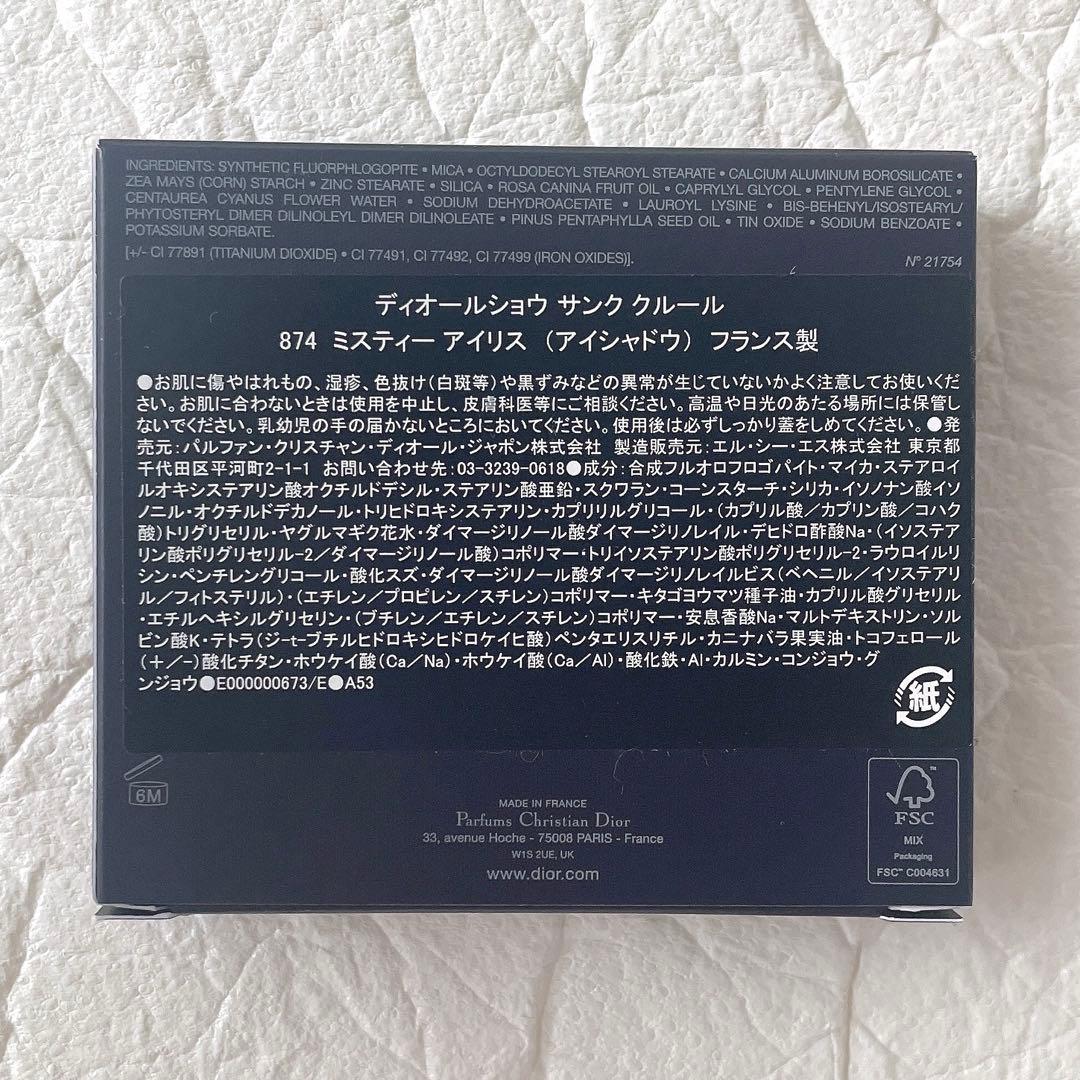 INGREDIENTS: SYNTHETIC FLUORPHLOGOPITE • MICA • OCTYLDODECYL STEAROYL STEARATE • CALCIUM ALUMINUM BOROSILICATE •
ZEA MAYS (CORN) STARCH • ZINC STEARATE • SILICA • ROSA CANINA FRUIT OIL • CAPRYLYL GLYCOL • PENTYLENE GLYCOL •
CENTAUREA CYANUS FLOWER WATER • SODIUM DEHYDROACETATE • LAUROYL LYSINE • BIS-BEHENYL/ISOSTEARYL/
PHYTOSTERYL DIMER DILINOLEYL DIMER DILINOLEATE • PINUS PENTAPHYLLA SEED OIL • TIN OXIDE • SODIUM BENZOATE •
POTASSIUM SORBATE.
[+/- CI 77891 (TITANIUM DIOXIDE) • CI 77491, CI 77492, CI 77499 (IRON OXIDES)].
N° 21754
ディオールショウ サンク クルール
874 ミスティー アイリス (アイシャドウ) フランス製
●お肌に傷やはれもの、湿疹、色抜け(白斑等)や黒ずみなどの異常が生じていないかよく注意してお使いくだ
さい。お肌に合わないときは使用を中止し、皮膚科医等にご相談ください。高温や日光のあたる場所には保管し
ないでください。乳幼児の手の届かないところにおいてください。使用後は必ずしっかり蓋をしめてください。●発
売元:パルファン・クリスチャン・ディオール・ジャポン株式会社 製造販売元:エル・シー・エス株式会社 東京都
千代田区平河町2-1-1 お問い合わせ先:03-3239-0618●成分:合成フルオロフロゴパイト・マイカ・ステアロイ
ルオキシステアリン酸オクチルドデシル・ステアリン酸亜鉛・スクワラン・コーンスターチ・シリカ・イソノナン酸イソ
ノニル・オクチルドデカノール・トリヒドロキシステアリン・カプリリルグリコール・(カプリル酸/カプリン酸/コハク
酸)トリグリセリル・ヤグルマギク花水・ダイマージリノール酸ダイマージリノレイル・デヒドロ酢酸Na・(イソステア
リン酸ポリグリセリル-2/ダイマージリノール酸)コポリマー・トリイソステアリン酸ポリグリセリル-2・ラウロイルリ
シン・ペンチレングリコール・酸化スズ・ダイマージリノール酸ダイマージリノレイルビス(ベヘニル/イソステアリ
ル/フィトステリル)・(エチレン/プロピレン/スチレン)コポリマー・キタゴヨウマツ種子油・カプリル酸グリセリル
・エチルヘキシルグリセリン・(ブチレン/エチレン/スチレン)コポリマー・安息香酸Na・マルトデキストリン・ソル
ビン酸K・テトラ(ジ-t-ブチルヒドロキシヒドロケイヒ酸)ペンタエリスリチル・カニナバラ果実油・トコフェロール
(+/-)酸化チタン・ホウケイ酸(Ca/Na)・ホウケイ酸(Ca/Al)・酸化鉄・Al・カルミン・コンジョウ・グ
ンジョウ●E000000673/E●A53
紙
6M
MADE IN FRANCE
Parfums Christian Dior
33, avenue Hoche - 75008 PARIS - France
W1S 2UE, UK
www.dior.com
FSC
MIX
Packaging
FSC™ C004631